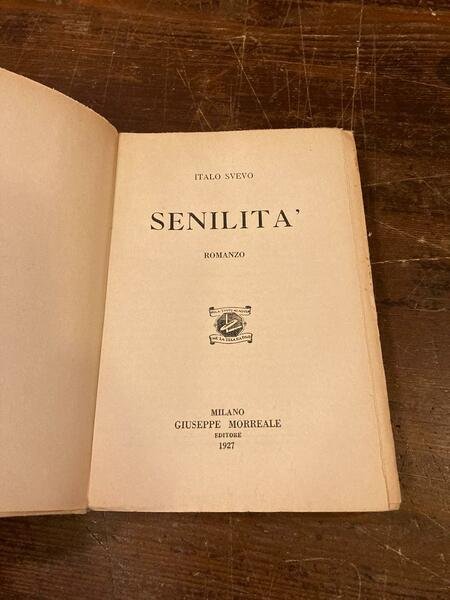 ITALO SVEVO
SENILITA'
ROMANZO
MILANO
GIUSEPPE MORREALE
EDITORE
1927